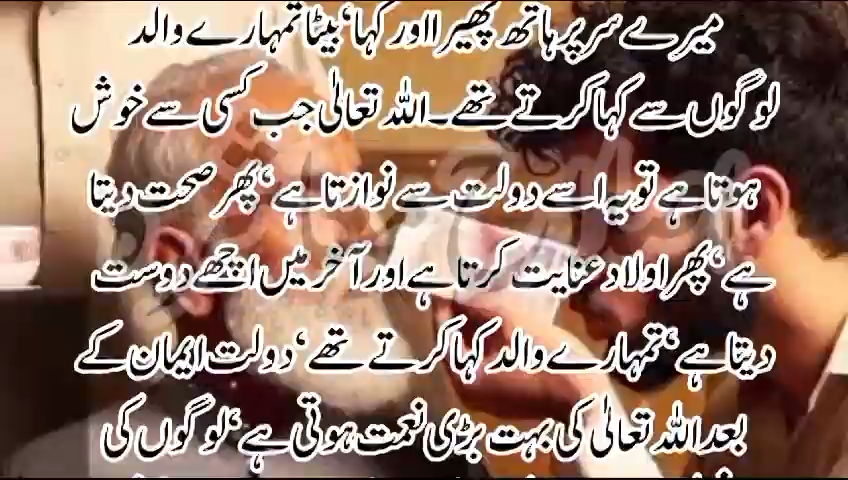 میرے سر پر ہاتھ پھیرا اور کہا‘ بیٹا تمہارے والد
لوگوں سے کہا کرتے تھے۔ اللہ تعالیٰ جب کسی سے خوش
ہوتا ہے تو یہ اسے دولت سے نوازتا ہے‘ پھر صحت دیتا
ہے‘ پھر اولاد عنایت کرتا ہے اور آخر میں اچھے دوست
دیتا ہے‘ تمہارے والد کہا کرتے تھے‘ دولت ایمان کے
بعد اللہ تعالیٰ کی بہت بڑی نعمت ہوتی ہے‘ لوگوں کی